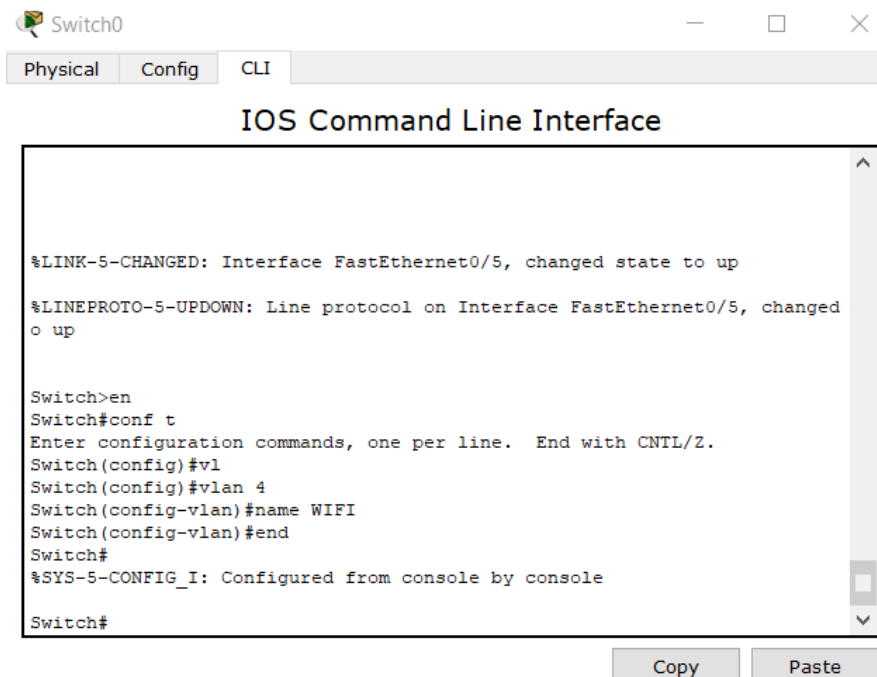 Switch0
Physical Config CLI
IOS Command Line Interface
%LINK-5-CHANGED: Interface FastEthernet0/5, changed state to up
%LINEPROTO-5-UPDOWN: Line protocol on Interface FastEthernet0/5, changed
o up
Switch>en
Switch#conf t
Enter configuration commands, one per line.  End with CNTL/Z.
Switch(config)#vl
Switch(config)#vlan 4
Switch(config-vlan)#name WIFI
Switch(config-vlan)#end
Switch#
%SYS-5-CONFIG_I: Configured from console by console
Switch#
Copy Paste